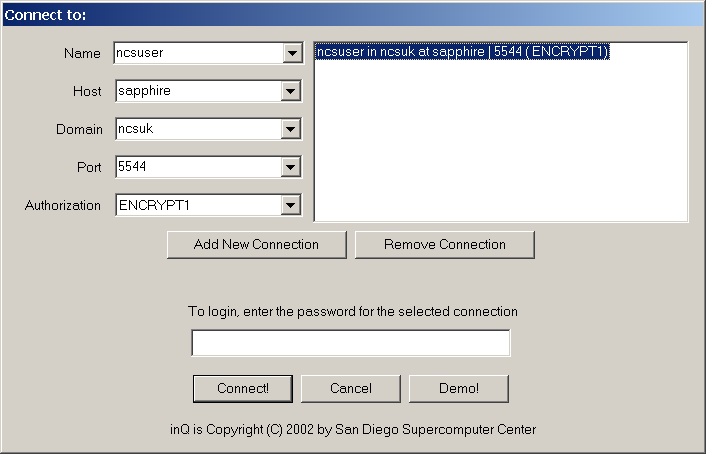 Connect to:
Name ncsuser
ncsuser in ncsuk at sapphire | 5544 ( ENCRYPT1)
Host sapphire
Domain ncsuk
Port 5544
Authorization ENCRYPT1
Add New Connection Remove Connection
To login, enter the password for the selected connection
Connect! Cancel Demo!
inQ is Copyright (C) 2002 by San Diego Supercomputer Center